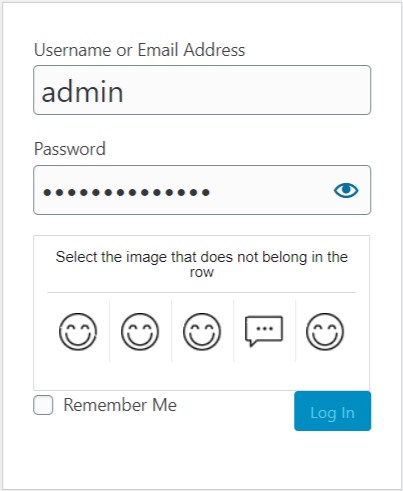 Username or Email Address
admin
Password
••••••••••••••
Select the image that does not belong in the
row
Remember Me
Log In